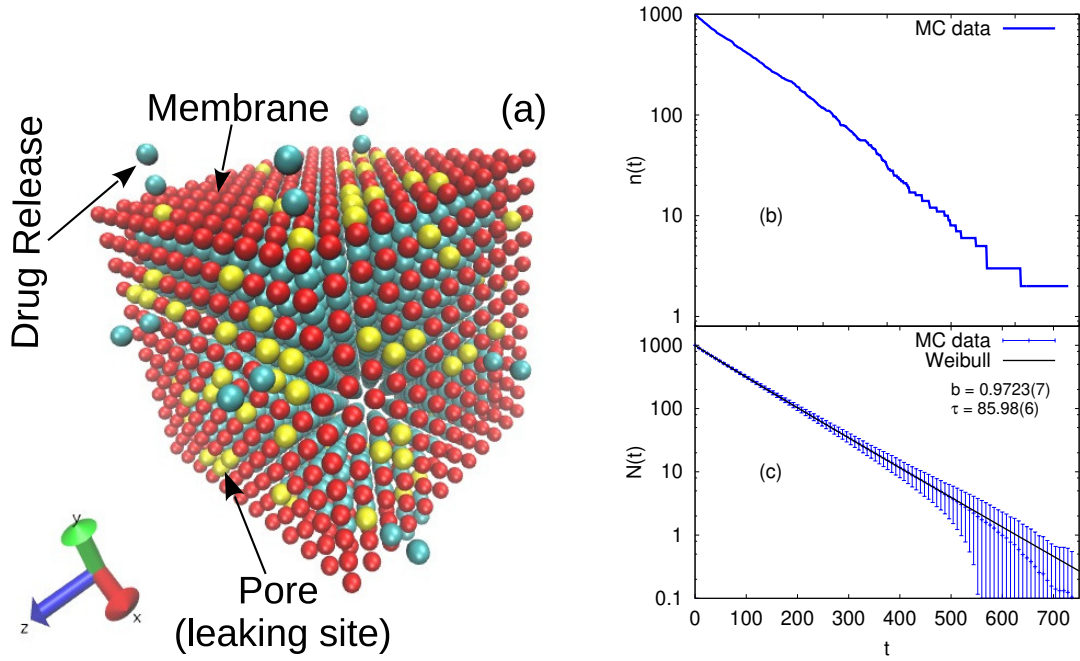 (a)
Membrane
Drug Release
Pore
(leaking site)
y
z
x
1000
100
10
1
n(t)
MC data
(b)
1000
100
10
1
0.1
N(t)
MC data
Weibull
b = 0.9723(7)
τ = 85.98(6)
(c)
0 100 200 300 400 500 600 700
t